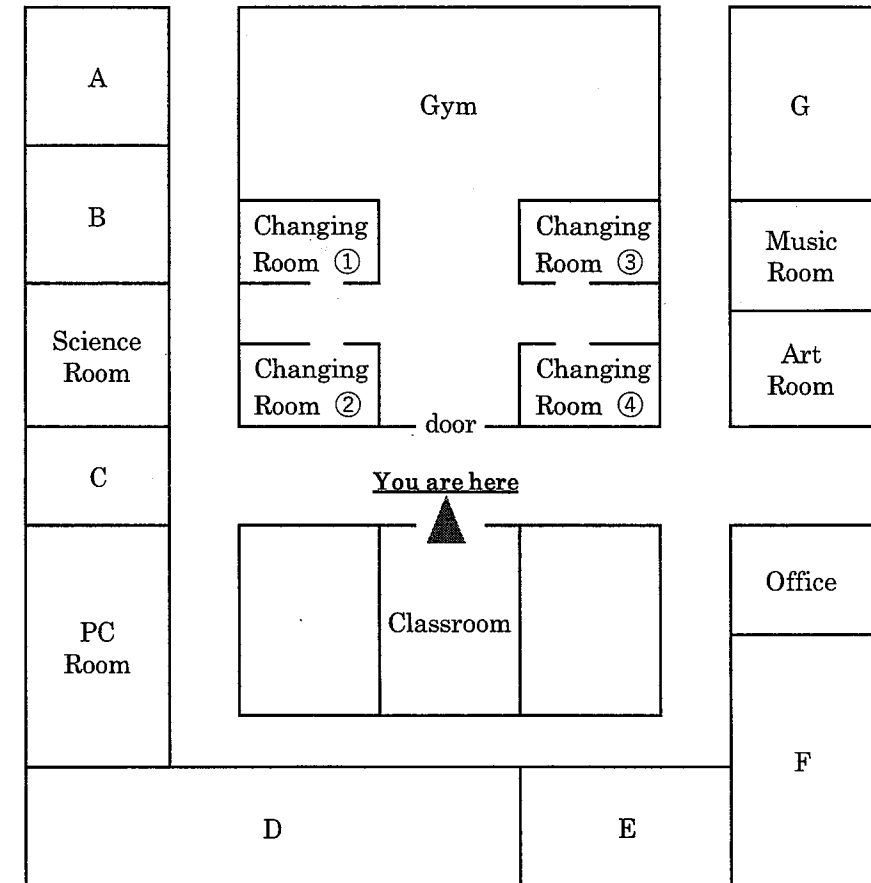 A
Gym
G
B
Changing
Room ①
Changing
Room ③
Music
Room
Science
Room
Changing
Room ②
Changing
Room ④
Art
Room
door
C
You are here
Office
PC
Room
Classroom
F
D
E